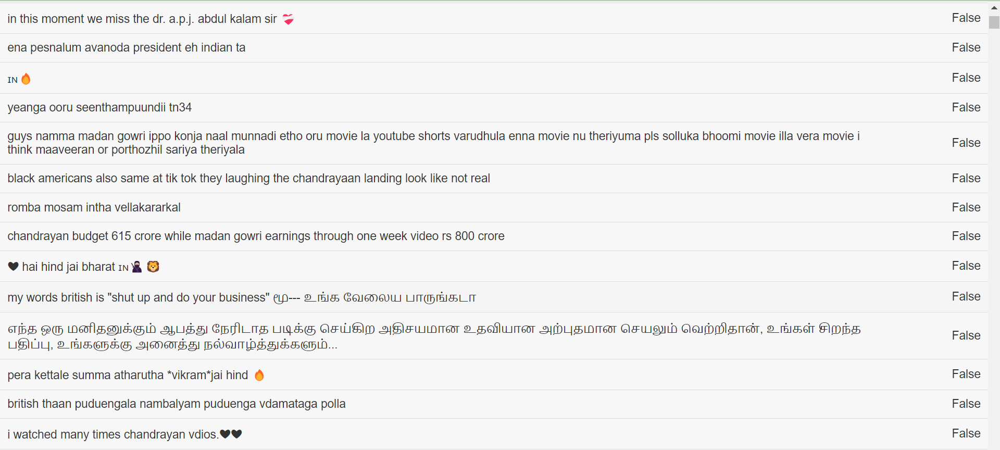 in this moment we miss the dr. a.p.j. abdul kalam sir ❤️‍🩹 False
ena pesnalum avanoda president eh indian ta False
🇮🇳🔥 False
yeanga ooru seenthampuundii tn34 False
guys namma madan gowri ippo konja naal munnadi etho oru movie la youtube shorts varudhula enna movie nu theriyuma pls solluka bhoomi movie illa vera movie i
think maaveeran or porthozhil sariya theriyala False
black americans also same at tik tok they laughing the chandrayaan landing look like not real False
romba mosam intha vellakararkal False
chandrayan budget 615 crore while madan gowri earnings through one week video rs 800 crore False
❤ hai hind jai bharat 🇮🇳🥷🦁 False
my words british is "shut up and do your business" மூ--- உங்க வேலைய பாருங்கடா False
எந்த ஒரு மனிதனுக்கும் ஆபத்து நேரிடாத படிக்கு செய்கிற அதிசயமான உதவியான அற்புதமான செயலும் வெற்றிதான், உங்கள் சிறந்த
பதிப்பு, உங்களுக்கு அனைத்து நல்வாழ்த்துக்களும்... False
pera kettale summa atharutha *vikram*jai hind 🔥 False
british thaan puduengala nambalyam puduenga vdamataga polla False
i watched many times chandrayan vdios.❤❤ False